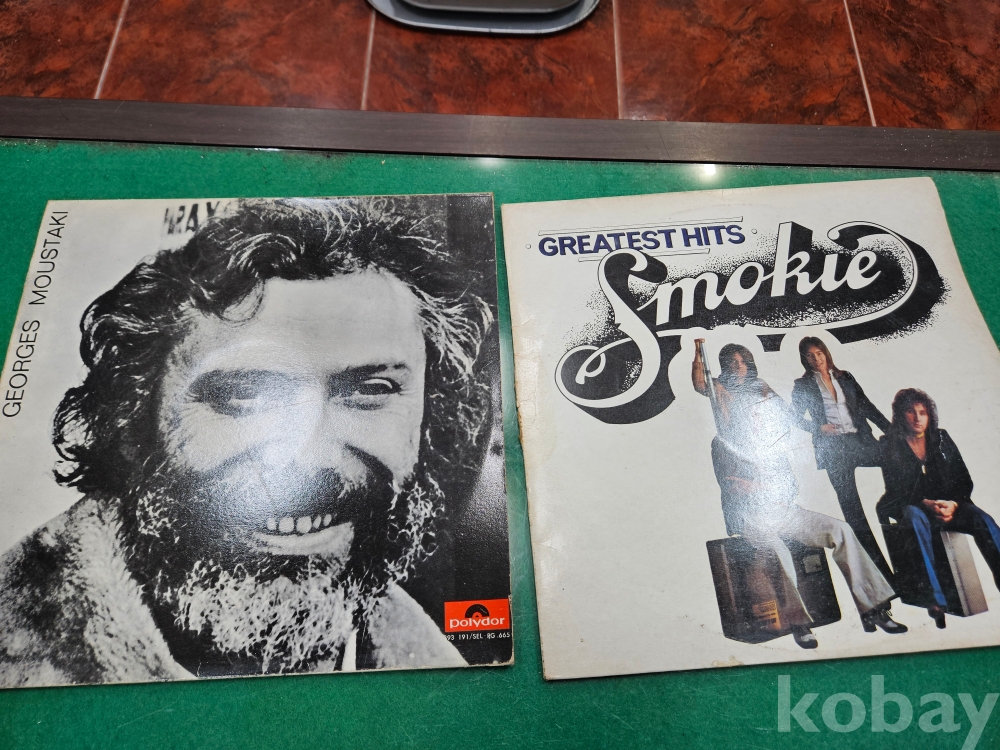 GEORGES MOUSTAKI
polydor
GREATEST HITS
Smokie
kobay